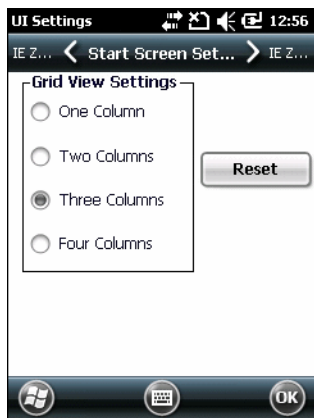 UI Settings 12:56
IE Z... Start Screen Set... IE Z...
Grid View Settings
One Column
Two Columns
Reset
Three Columns
Four Columns
OK